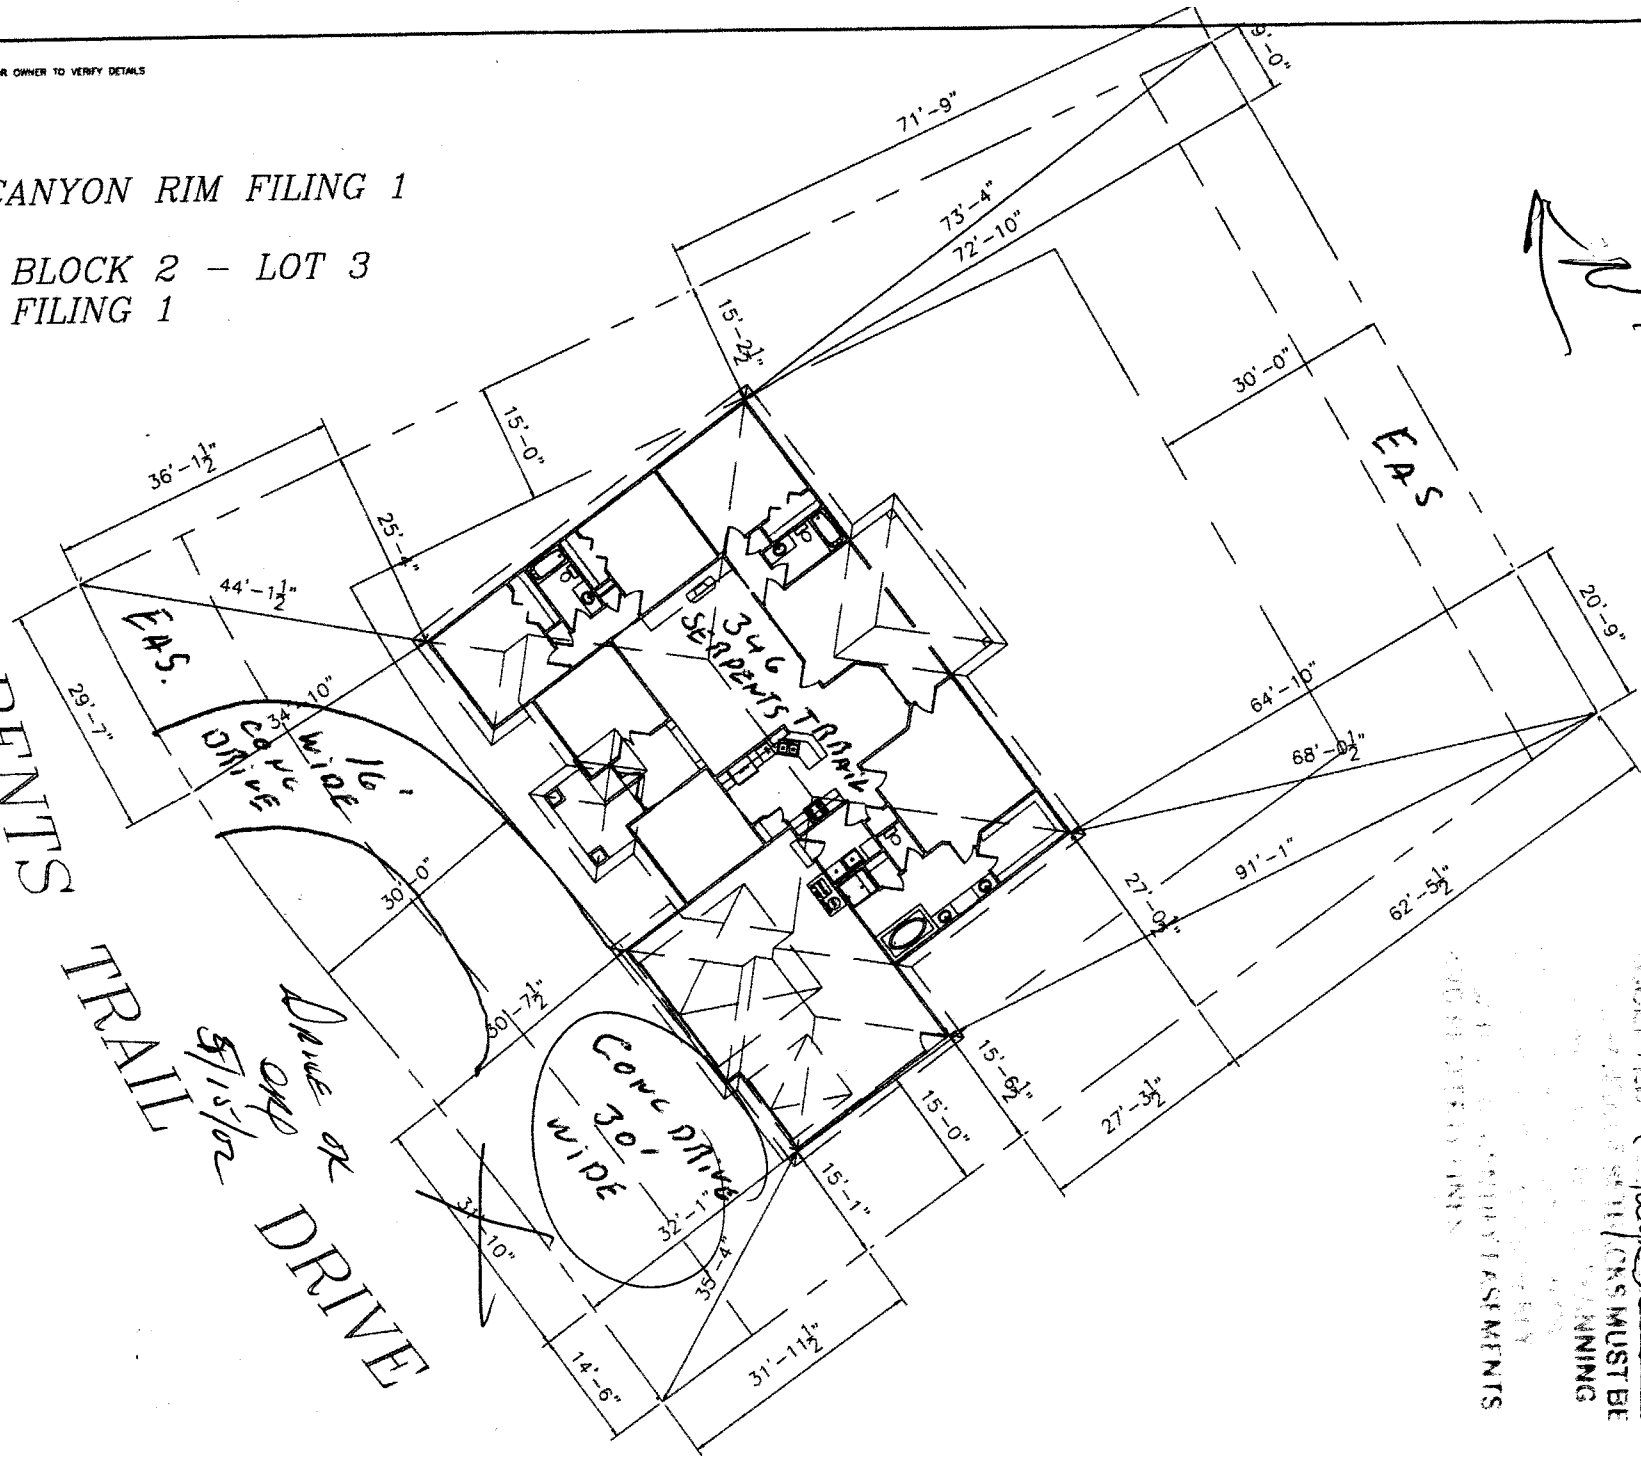 R OWNER TO VERIFY DETAILS
CANYON RIM FILING 1
BLOCK 2 - LOT 3
FILING 1
9'-0"
71'-9"
73'-4"
72'-10"
15'-2½"
30'-0"
EAS
15'-0"
36'-1½"
25'-4"
44'-1½"
EAS.
29'-7"
34'-10"
16'
WIDE
CONC
DRIVE
346
SERPENTS TRAIL
20'-9"
64'-10"
68'-0½"
91'-1"
62'-5½"
27'-0½"
30'-0"
30'-7½"
15'-6½"
27'-3½"
15'-0"
15'-1"
CONC DRIVE
30'
WIDE
32'-1"
35'-4"
31'-10"
14'-6"
31'-11½"
DRIVE OK
5/15/02
PENTS TRAIL DRIVE
CKS MUST BE
NNING
EASEMENTS